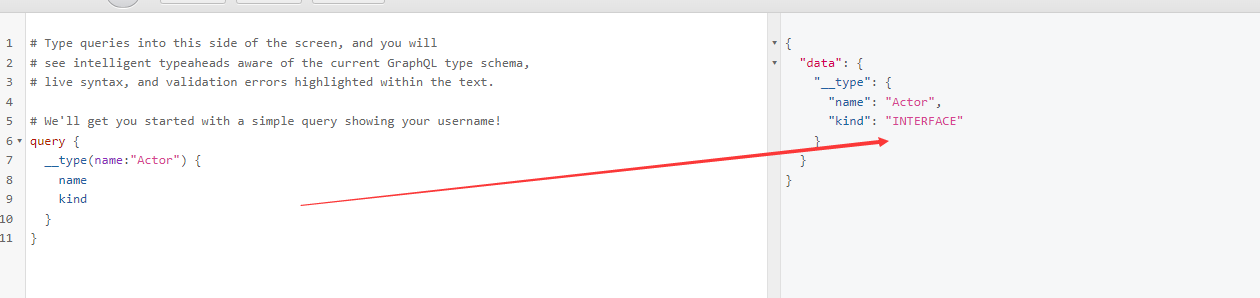 1 # Type queries into this side of the screen, and you will
2 # see intelligent typeaheads aware of the current GraphQL type schema,
3 # live syntax, and validation errors highlighted within the text.
4
5 # We'll get you started with a simple query showing your username!
6 query {
7 __type(name:"Actor") {
8 name
9 kind
10 }
11 }
{
"data": {
"__type": {
"name": "Actor",
"kind": "INTERFACE"
}
}
}